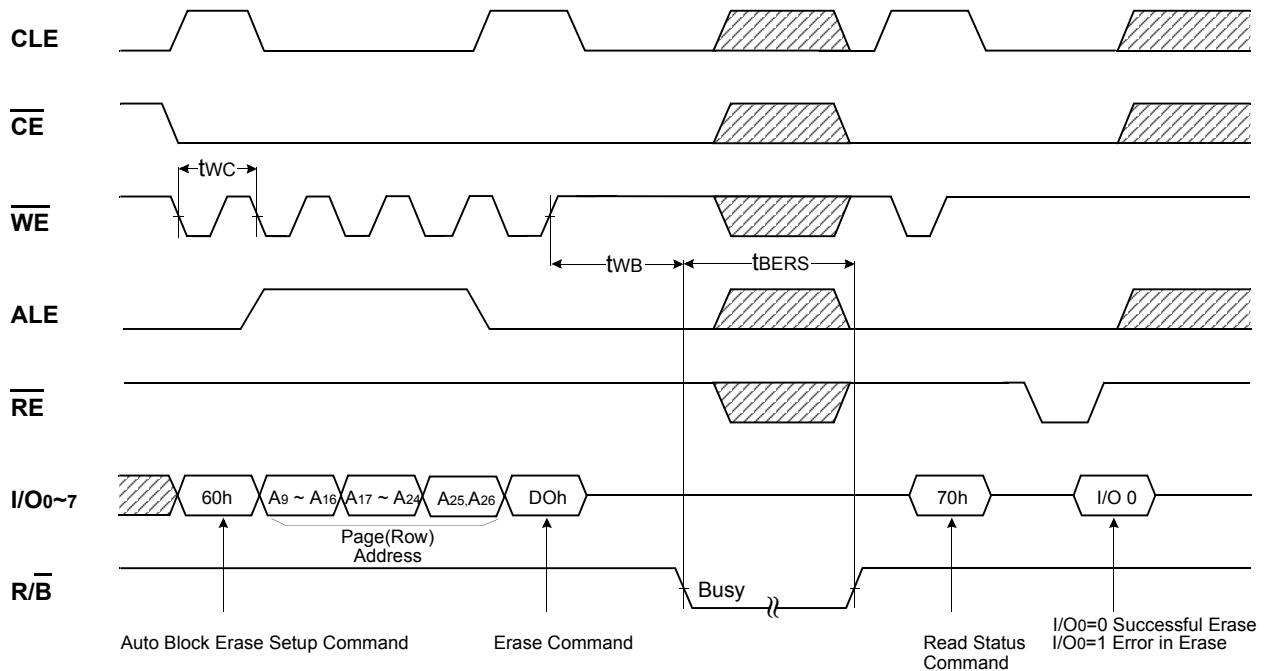 CLE
CE
tWC
WE
tWB
tBERS
ALE
RE
I/O0~7
60h
A9 ~ A16
A17 ~ A24
A25,A26
DOh
70h
I/O 0
Page(Row)
Address
R/B
Busy
Auto Block Erase Setup Command
Erase Command
Read Status
Command
I/O0=0 Successful Erase
I/O0=1 Error in Erase